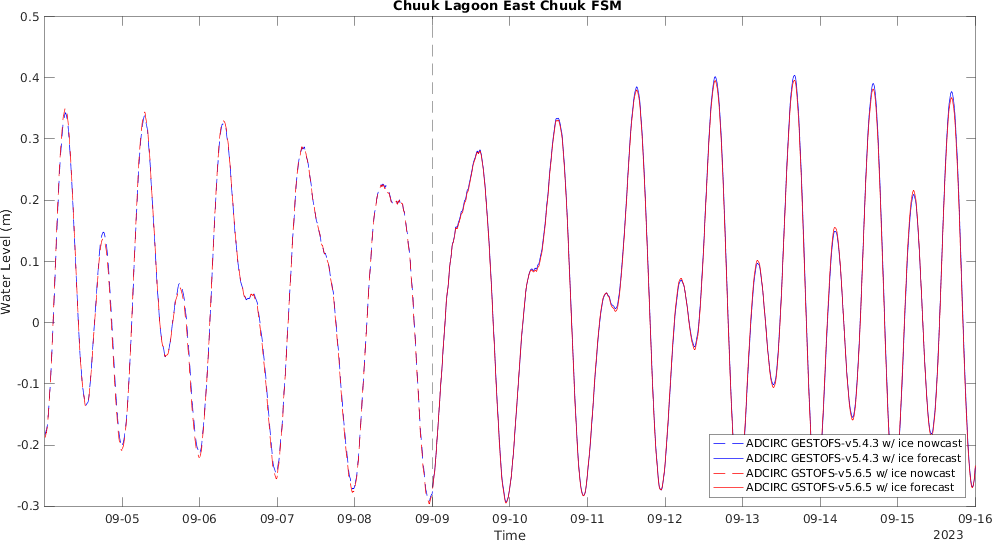 Chuuk Lagoon East Chuuk FSM
0.5
0.4
0.3
0.2
0.1
0
-0.1
-0.2
-0.3
Water Level (m)
ADCIRC GESTOFS-v5.4.3 w/ ice nowcast
ADCIRC GESTOFS-v5.4.3 w/ ice forecast
ADCIRC GSTOFS-v5.6.5 w/ ice nowcast
ADCIRC GSTOFS-v5.6.5 w/ ice forecast
09-05 09-06 09-07 09-08 09-09 09-10 09-11 09-12 09-13 09-14 09-15 09-16
Time
2023